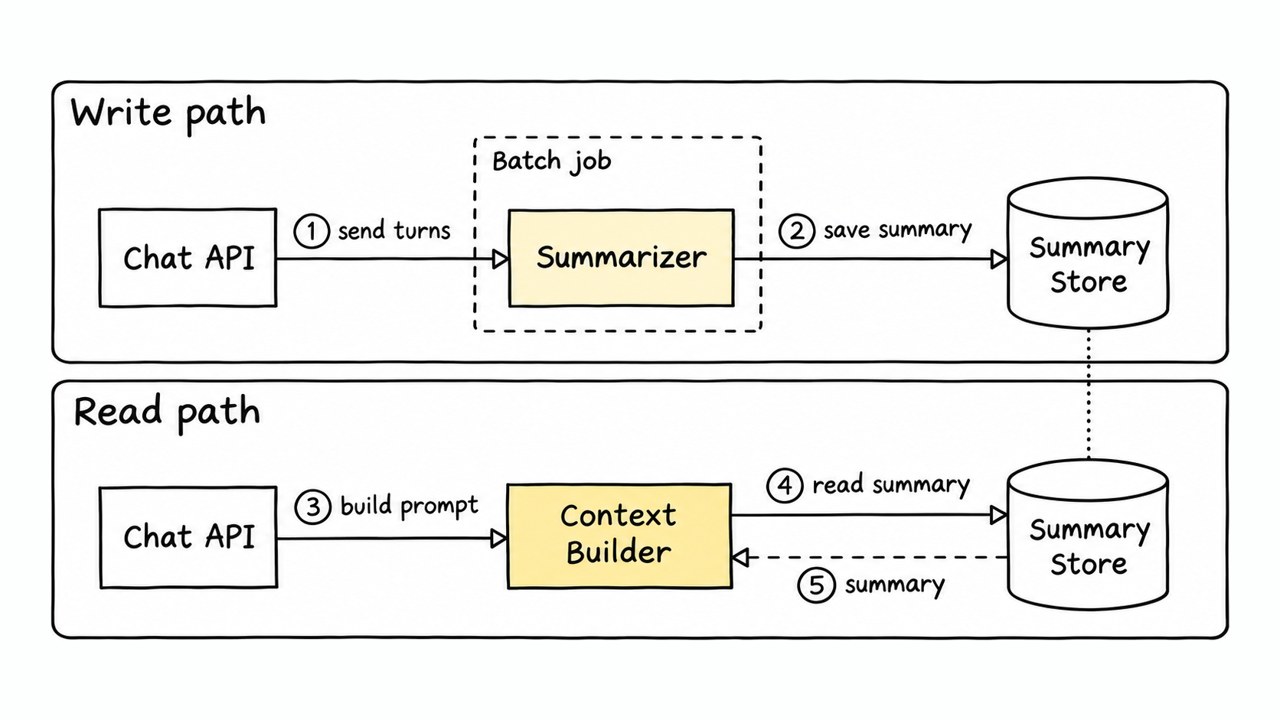 Write path
Batch job
Chat API
1 send turns
Summarizer
2 save summary
Summary
Store
Read path
Chat API
3 build prompt
Context
Builder
4 read summary
5 summary
Summary
Store